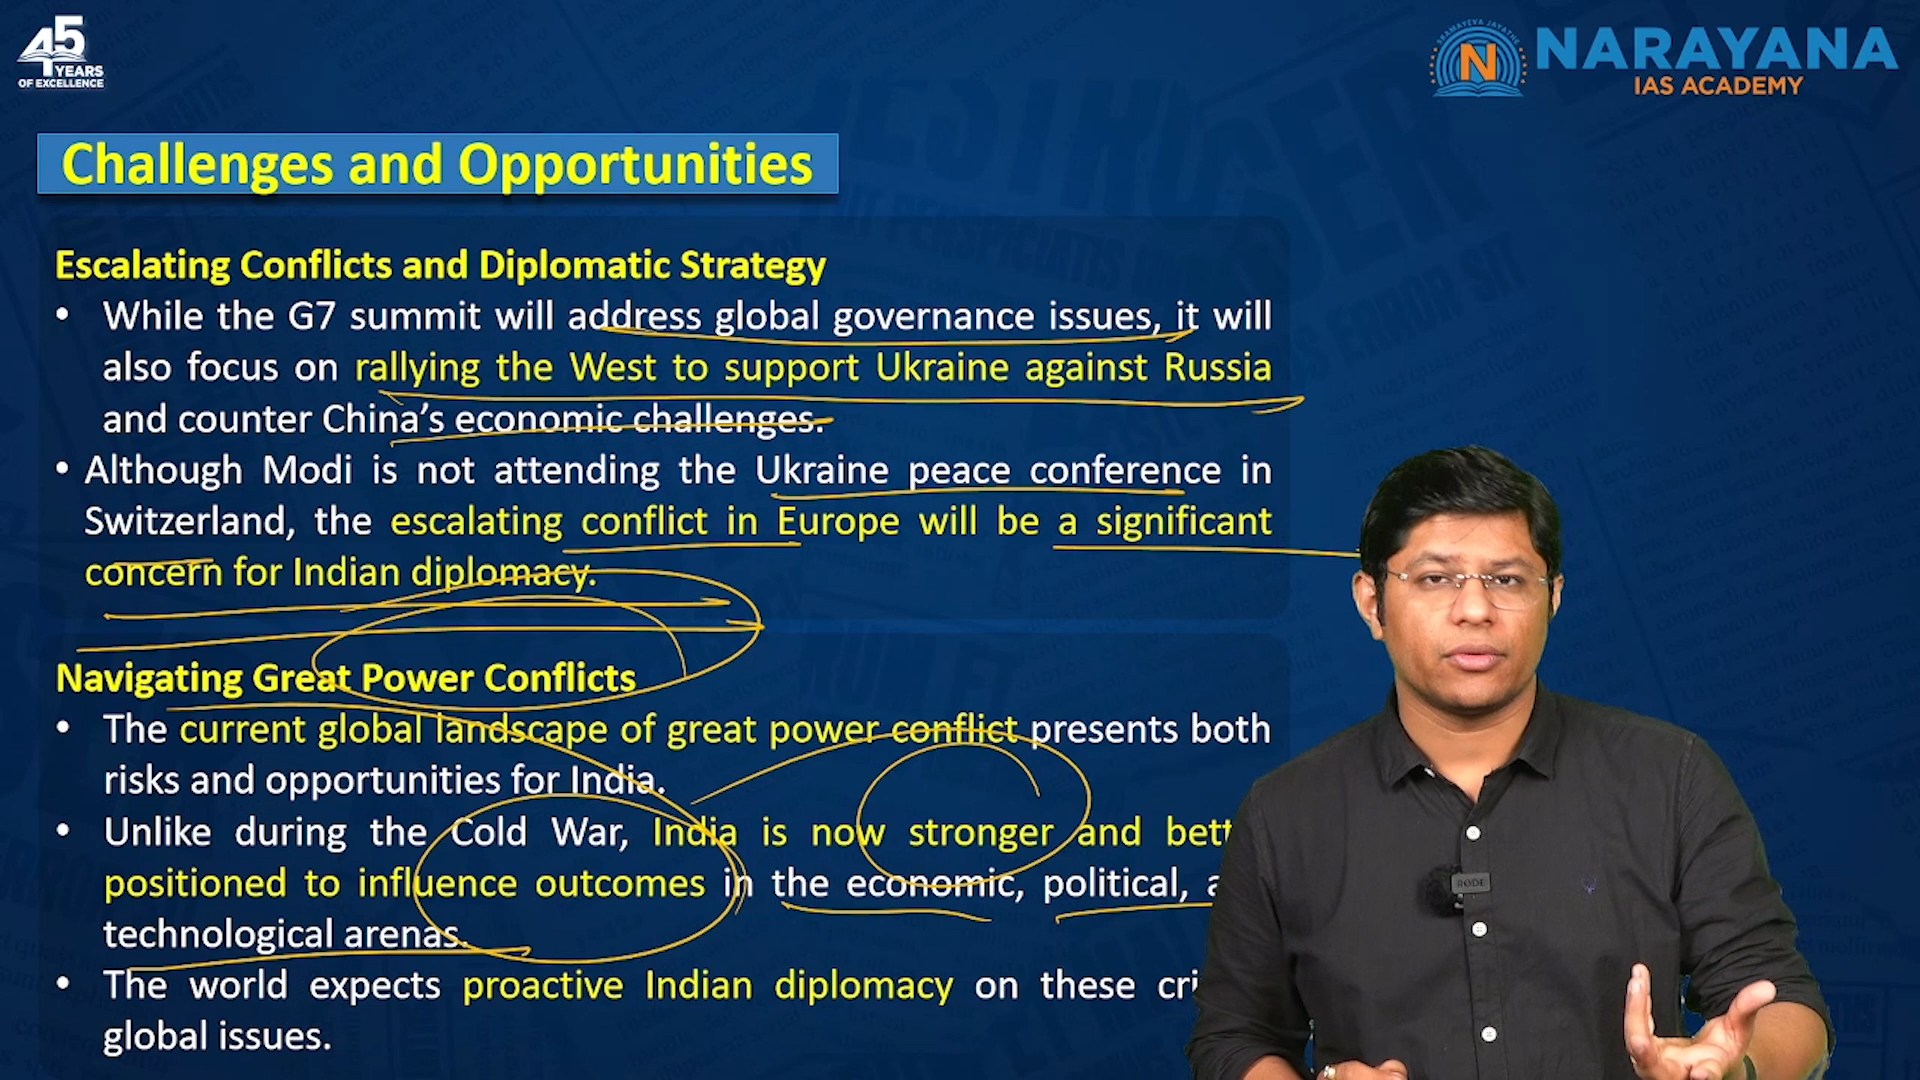 45
YEARS
OF EXCELLENCE
SATYAMEVA JAYATHE
N
NARAYANA
IAS ACADEMY
Challenges and Opportunities
Escalating Conflicts and Diplomatic Strategy
• While the G7 summit will address global governance issues, it will
also focus on rallying the West to support Ukraine against Russia
and counter China’s economic challenges.
• Although Modi is not attending the Ukraine peace conference in
Switzerland, the escalating conflict in Europe will be a significant
concern for Indian diplomacy.
Navigating Great Power Conflicts
• The current global landscape of great power conflict presents both
risks and opportunities for India.
• Unlike during the Cold War, India is now stronger and
positioned to influence outcomes in the economic, political,
technological arenas.
• The world expects proactive Indian diplomacy on these
global issues.
RODE